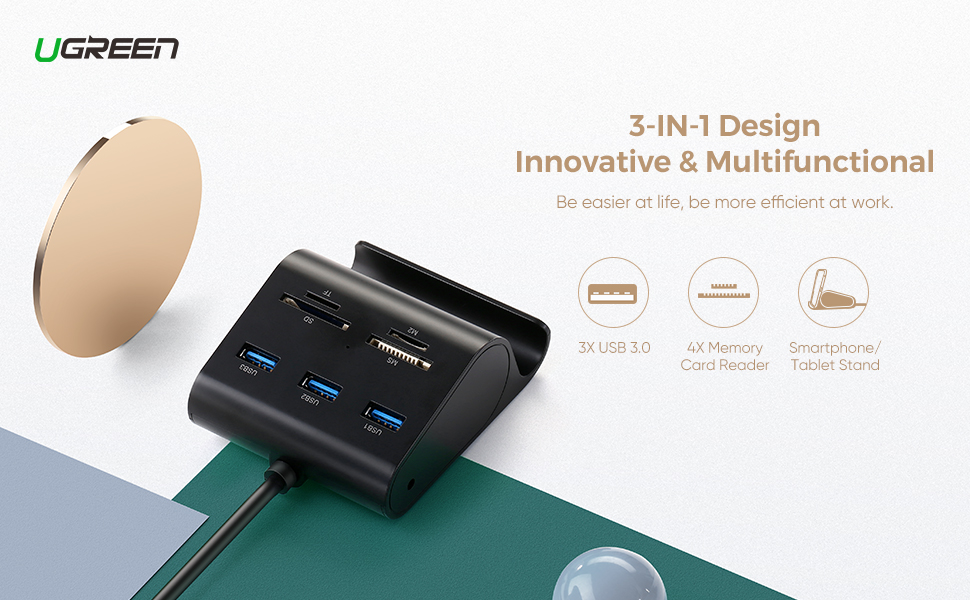 UGREEN
3-IN-1 Design
Innovative & Multifunctional
Be easier at life, be more efficient at work.
3X USB 3.0
4X Memory
Card Reader
Smartphone/
Tablet Stand
TF
SD
M2
MS
USB3
USB2
USB1